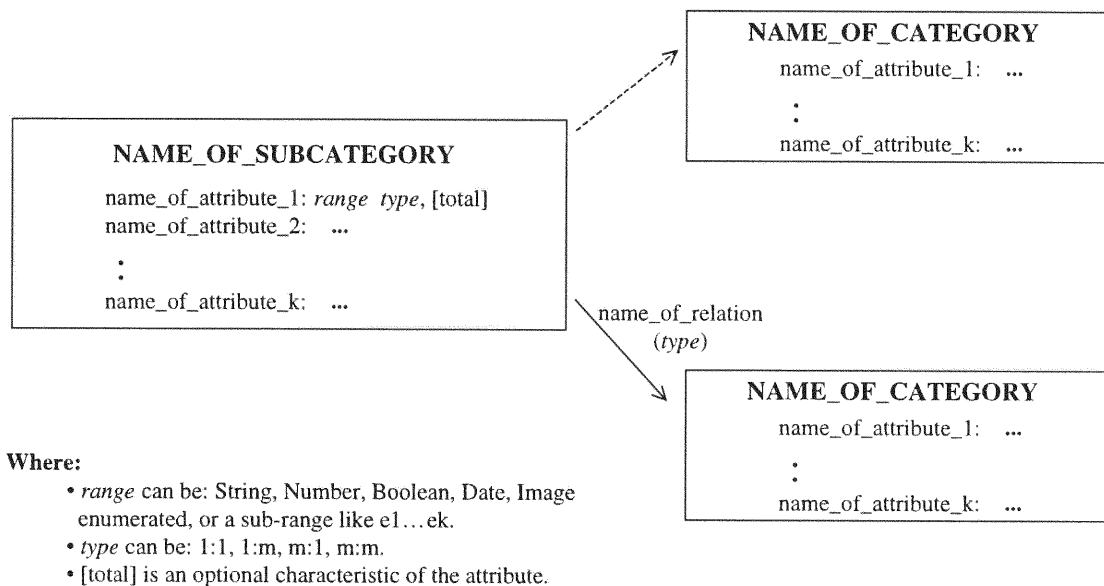 NAME_OF_CATEGORY
name_of_attribute_1: ...
:
name_of_attribute_k: ...
NAME_OF_SUBCATEGORY
name_of_attribute_1: range type, [total]
name_of_attribute_2: ...
:
name_of_attribute_k: ...
name_of_relation
(type)
NAME_OF_CATEGORY
name_of_attribute_1: ...
:
name_of_attribute_k: ...
Where:
• range can be: String, Number, Boolean, Date, Image
enumerated, or a sub-range like e1...ek.
• type can be: 1:1, 1:m, m:1, m:m.
• [total] is an optional characteristic of the attribute.